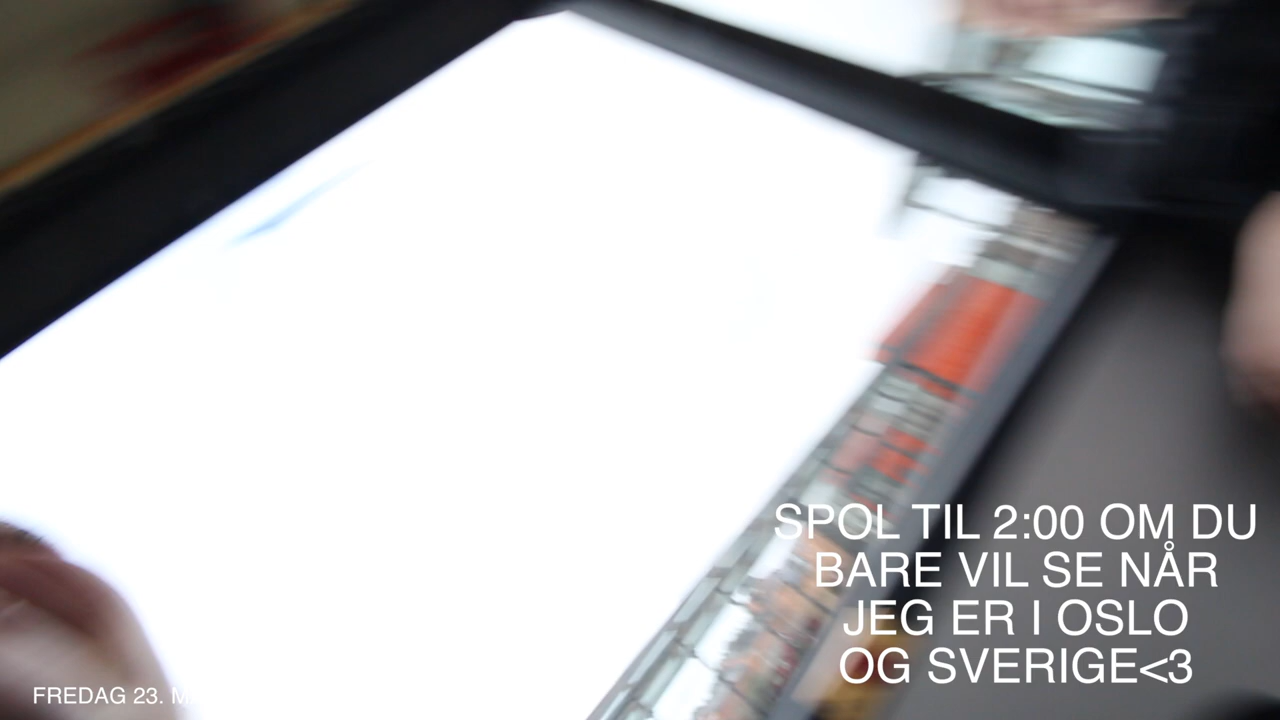 SPOL TIL 2:00 OM DU
BARE VIL SE NÅR
JEG ER I OSLO
OG SVERIGE<3
FREDAG 23. M